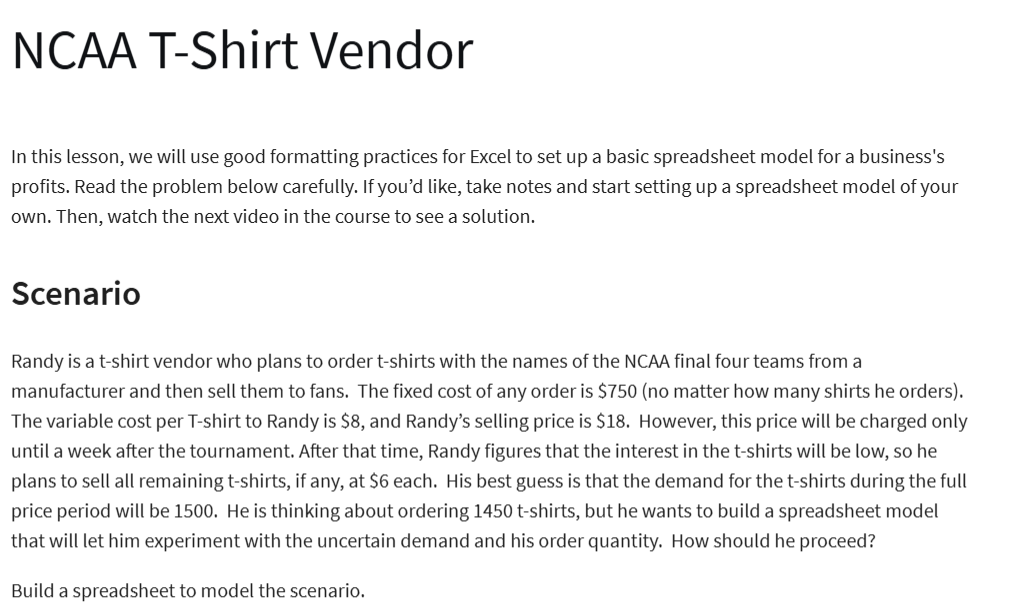 NCAA T-Shirt Vendor
In this lesson, we will use good formatting practices for Excel to set up a basic spreadsheet model for a business's
profits. Read the problem below carefully. If you’d like, take notes and start setting up a spreadsheet model of your
own. Then, watch the next video in the course to see a solution.
Scenario
Randy is a t-shirt vendor who plans to order t-shirts with the names of the NCAA final four teams from a
manufacturer and then sell them to fans.  The fixed cost of any order is $750 (no matter how many shirts he orders).
The variable cost per T-shirt to Randy is $8, and Randy’s selling price is $18.  However, this price will be charged only
until a week after the tournament. After that time, Randy figures that the interest in the t-shirts will be low, so he
plans to sell all remaining t-shirts, if any, at $6 each.  His best guess is that the demand for the t-shirts during the full
price period will be 1500.  He is thinking about ordering 1450 t-shirts, but he wants to build a spreadsheet model
that will let him experiment with the uncertain demand and his order quantity.  How should he proceed?
Build a spreadsheet to model the scenario.